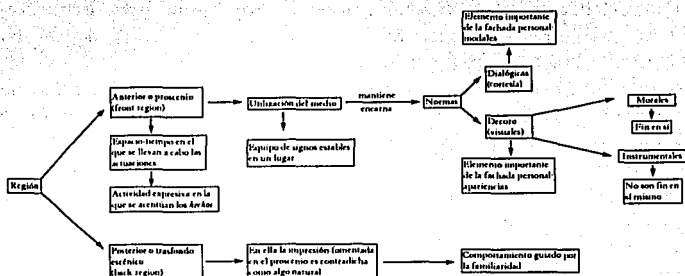 Elemento importante
de la fachada personal:
modales
Anterior o proscenio
(front region)
Utilización del medio
mantiene
encarna
Normas
Dialógicas
(cortesía)
Decoro
(visuales)
Morales
Fin en sí
Instrumentales
No son fin en
sí mismo
Espacio-tiempo en el
que se llevan a cabo las
actuaciones
Equipo de signos estables
en un lugar
Elemento importante
de la fachada personal:
apariencias
Actividad expresiva en la
que se acentúan los hechos
Región
Posterior o trasfondo
escénico
(back region)
En ella la impresión fomentada
en el proscenio es contradicha
como algo natural
Comportamiento guiado por
la familiaridad